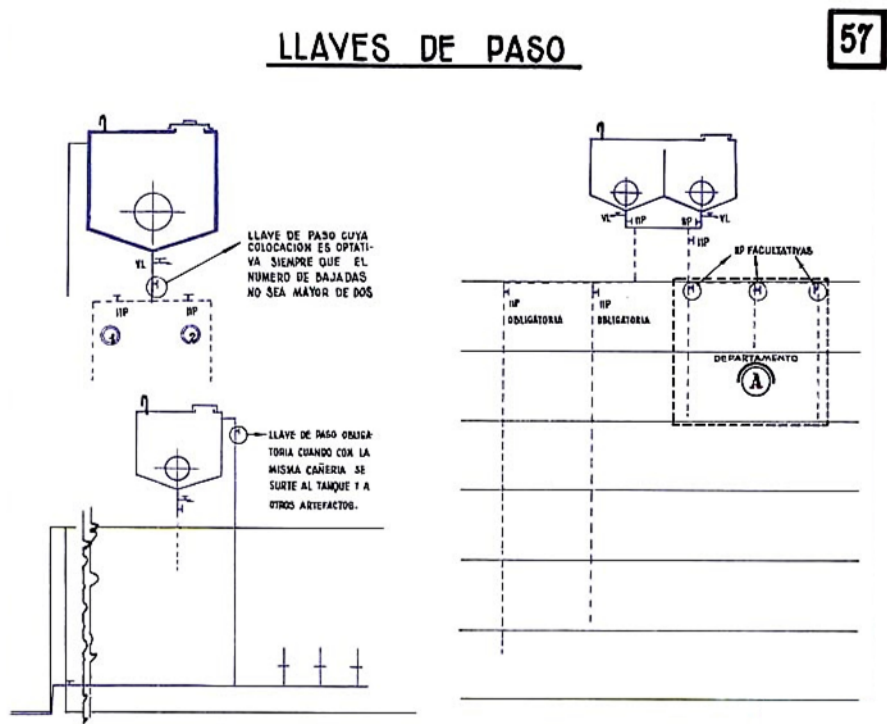 LLAVES DE PASO
57
LLAVE DE PASO CUYA
COLOCACION ES OPTATI-
VA SIEMPRE QUE EL
NUMERO DE BAJADAS
NO SEA MAYOR DE DOS
VL
M
llP
llP
1
2
M
LLAVE DE PASO OBLIGA-
TORIA CUANDO CON LA
MISMA CAÑERIA SE
SURTE AL TANQUE Y A
OTROS ARTEFACTOS.
VL
llP
llP
VL
llP
llP FACULTATIVAS
llP
OBLIGATORIA
llP
OBLIGATORIA
DEPARTAMENTO
A